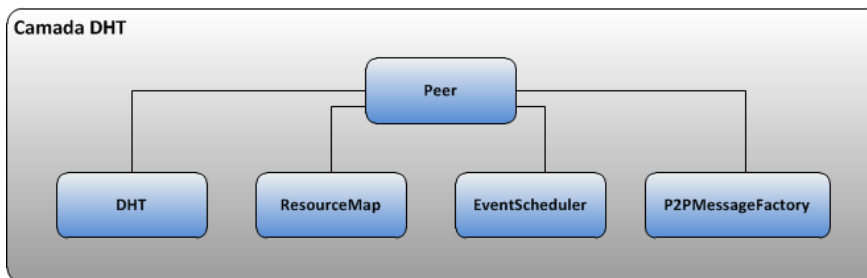 Camada DHT
Peer
DHT
ResourceMap
EventScheduler
P2PMessageFactory